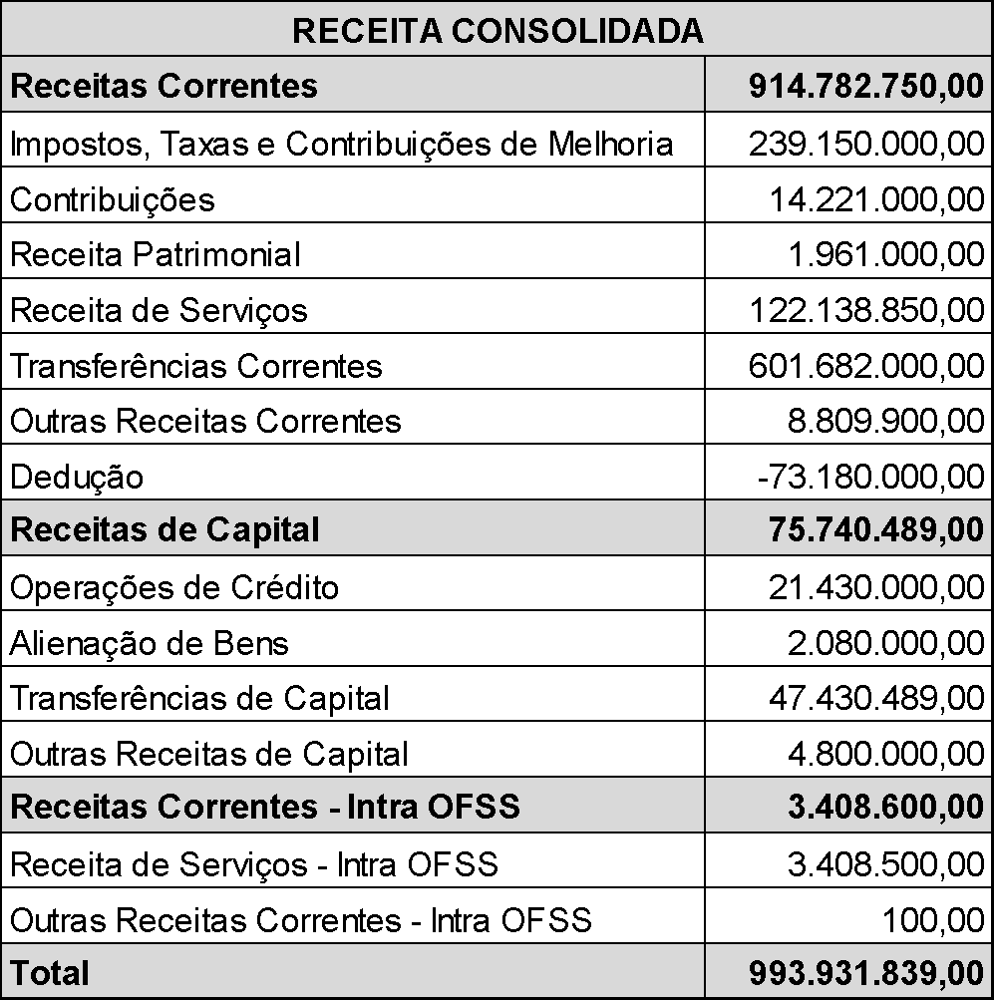 RECEITA CONSOLIDADA
Receitas Correntes 914.782.750,00
Impostos, Taxas e Contribuições de Melhoria 239.150.000,00
Contribuições 14.221.000,00
Receita Patrimonial 1.961.000,00
Receita de Serviços 122.138.850,00
Transferências Correntes 601.682.000,00
Outras Receitas Correntes 8.809.900,00
Dedução -73.180.000,00
Receitas de Capital 75.740.489,00
Operações de Crédito 21.430.000,00
Alienação de Bens 2.080.000,00
Transferências de Capital 47.430.489,00
Outras Receitas de Capital 4.800.000,00
Receitas Correntes - Intra OFSS 3.408.600,00
Receita de Serviços - Intra OFSS 3.408.500,00
Outras Receitas Correntes - Intra OFSS 100,00
Total 993.931.839,00